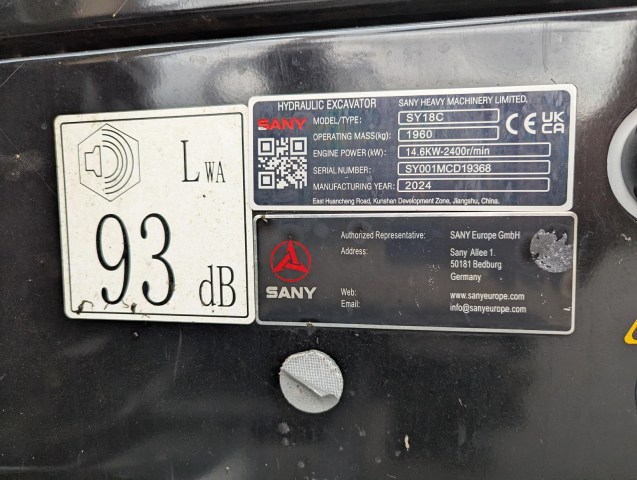 LWA
93 dB
HYDRAULIC EXCAVATOR SANY HEAVY MACHINERY LIMITED.
SANY
MODEL/TYPE: SY18C
OPERATING MASS(kg): 1960
ENGINE POWER (kW): 14.6KW-2400r/min
SERIAL NUMBER: SY001MCD19368
MANUFACTURING YEAR: 2024
East Huancheng Road, Kunshan Development Zone, Jiangshu, China.
CE UK CA
SANY
Authorized Representative: SANY Europe GmbH
Address: Sany Allee 1.
50181 Bedburg
Germany
Web: www.sanyeurope.com
Email: info@sanyeurope.com